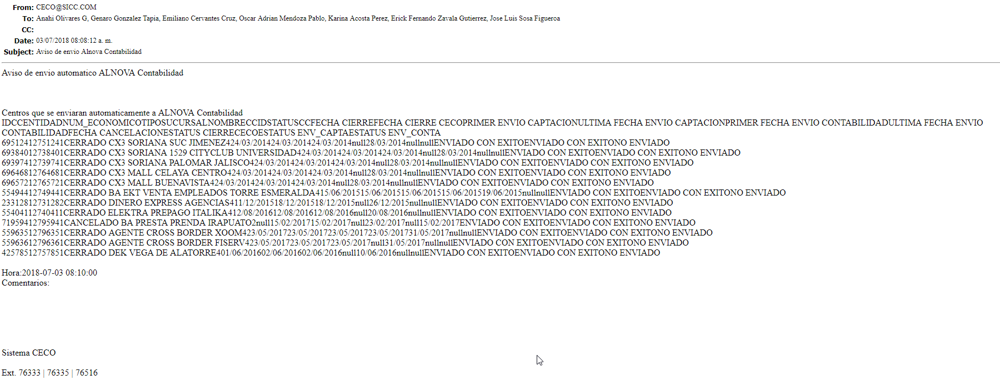 From: CECO@SICC.COM
To: Anahi Olivares G, Genaro Gonzalez Tapia, Emiliano Cervantes Cruz, Oscar Adrian Mendoza Pablo, Karina Acosta Perez, Erick Fernando Zavala Gutierrez, Jose Luis Sosa Figueroa
CC:
Date: 03/07/2018 08:08:12 a. m.
Subject: Aviso de envio Alnova Contabilidad
Aviso de envio automatico ALNOVA Contabilidad
Centros que se enviaran automaticamente a ALNOVA Contabilidad
IDCCENTIDADNUM_ECONOMICOTIPOSUCURSALNOMBRECCIDSTATUSCCFECHA CIERREFECHA CIERRE CECOPRIMER ENVIO CAPTACIONULTIMA FECHA ENVIO CAPTACIONPRIMER FECHA ENVIO CONTABILIDADULTIMA FECHA ENVIO
CONTABILIDADFECHA CANCELACIONESTATUS CIERRECECOESTATUS ENV_CAPTAESTATUS ENV_CONTA
69512412751241CERRADO CX3 SORIANA SUC JIMENEZ424/03/201424/03/201424/03/2014null28/03/2014nullnullENVIADO CON EXITOENVIADO CON EXITONO ENVIADO
69384012738401CERRADO CX3 SORIANA 1529 CITYCLUB UNIVERSIDAD424/03/201424/03/201424/03/2014null28/03/2014nullnullENVIADO CON EXITOENVIADO CON EXITONO ENVIADO
69397412739741CERRADO CX3 SORIANA PALOMAR JALISCO424/03/201424/03/201424/03/2014null28/03/2014nullnullENVIADO CON EXITOENVIADO CON EXITONO ENVIADO
69646812764681CERRADO CX3 MALL CELAYA CENTRO424/03/201424/03/201424/03/2014null28/03/2014nullnullENVIADO CON EXITOENVIADO CON EXITONO ENVIADO
69657212765721CERRADO CX3 MALL BUENAVISTA424/03/201424/03/201424/03/2014null28/03/2014nullnullENVIADO CON EXITOENVIADO CON EXITONO ENVIADO
55494412749441CERRADO BA EKT VENTA EMPLEADOS TORRE ESMERALDA415/06/201515/06/201515/06/201515/06/201519/06/2015nullnullENVIADO CON EXITOENVIADO CON EXITONO ENVIADO
23312812731282CERRADO DINERO EXPRESS AGENCIAS411/12/201518/12/201518/12/2015null26/12/2015nullnullENVIADO CON EXITOENVIADO CON EXITONO ENVIADO
55404112740411CERRADO ELEKTRA PREPAGO ITALIKA412/08/201612/08/201612/08/2016null20/08/2016nullnullENVIADO CON EXITOENVIADO CON EXITONO ENVIADO
71959412795941CANCELADO BA PRESTA PRENDA IRAPUATO2null15/02/201715/02/2017null23/02/2017null15/02/2017ENVIADO CON EXITOENVIADO CON EXITONO ENVIADO
55963512796351CERRADO AGENTE CROSS BORDER XOOM423/05/201723/05/201723/05/201723/05/201731/05/2017nullnullENVIADO CON EXITOENVIADO CON EXITONO ENVIADO
55963612796361CERRADO AGENTE CROSS BORDER FISERV423/05/201723/05/201723/05/2017null31/05/2017nullnullENVIADO CON EXITOENVIADO CON EXITONO ENVIADO
42578512757851CERRADO DEK VEGA DE ALATORRE401/06/201602/06/201602/06/2016null10/06/2016nullnullENVIADO CON EXITOENVIADO CON EXITONO ENVIADO
Hora:2018-07-03 08:10:00
Comentarios:
Sistema CECO
Ext. 76333 | 76335 | 76516